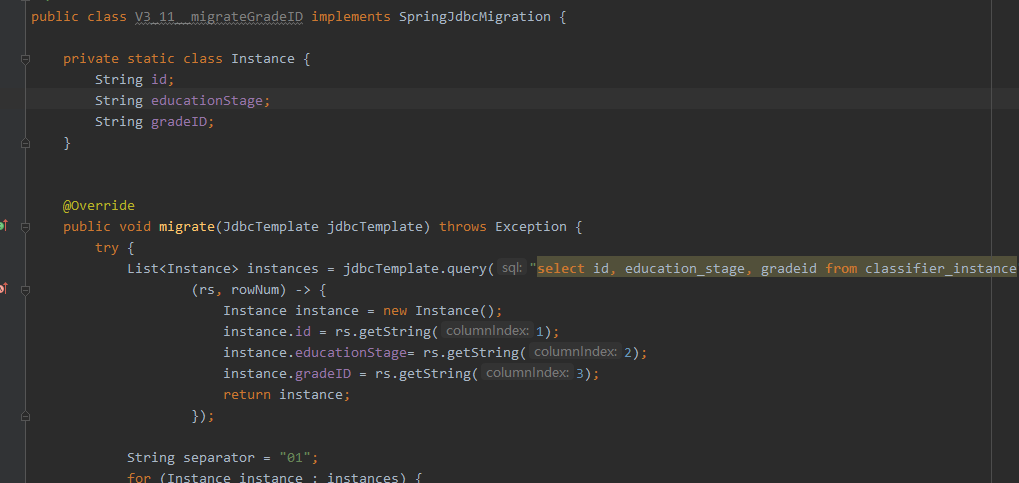 public class V3_11__migrateGradeID implements SpringJdbcMigration {
private static class Instance {
String id;
String educationStage;
String gradeID;
}
@Override
public void migrate(JdbcTemplate jdbcTemplate) throws Exception {
try {
List<Instance> instances = jdbcTemplate.query( sql: "select id, education_stage, gradeid from classifier_instance
(rs, rowNum) -> {
Instance instance = new Instance();
instance.id = rs.getString( columnIndex: 1);
instance.educationStage= rs.getString( columnIndex: 2);
instance.gradeID = rs.getString( columnIndex: 3);
return instance;
});
String separator = "01";
for (Instance instance : instances) {